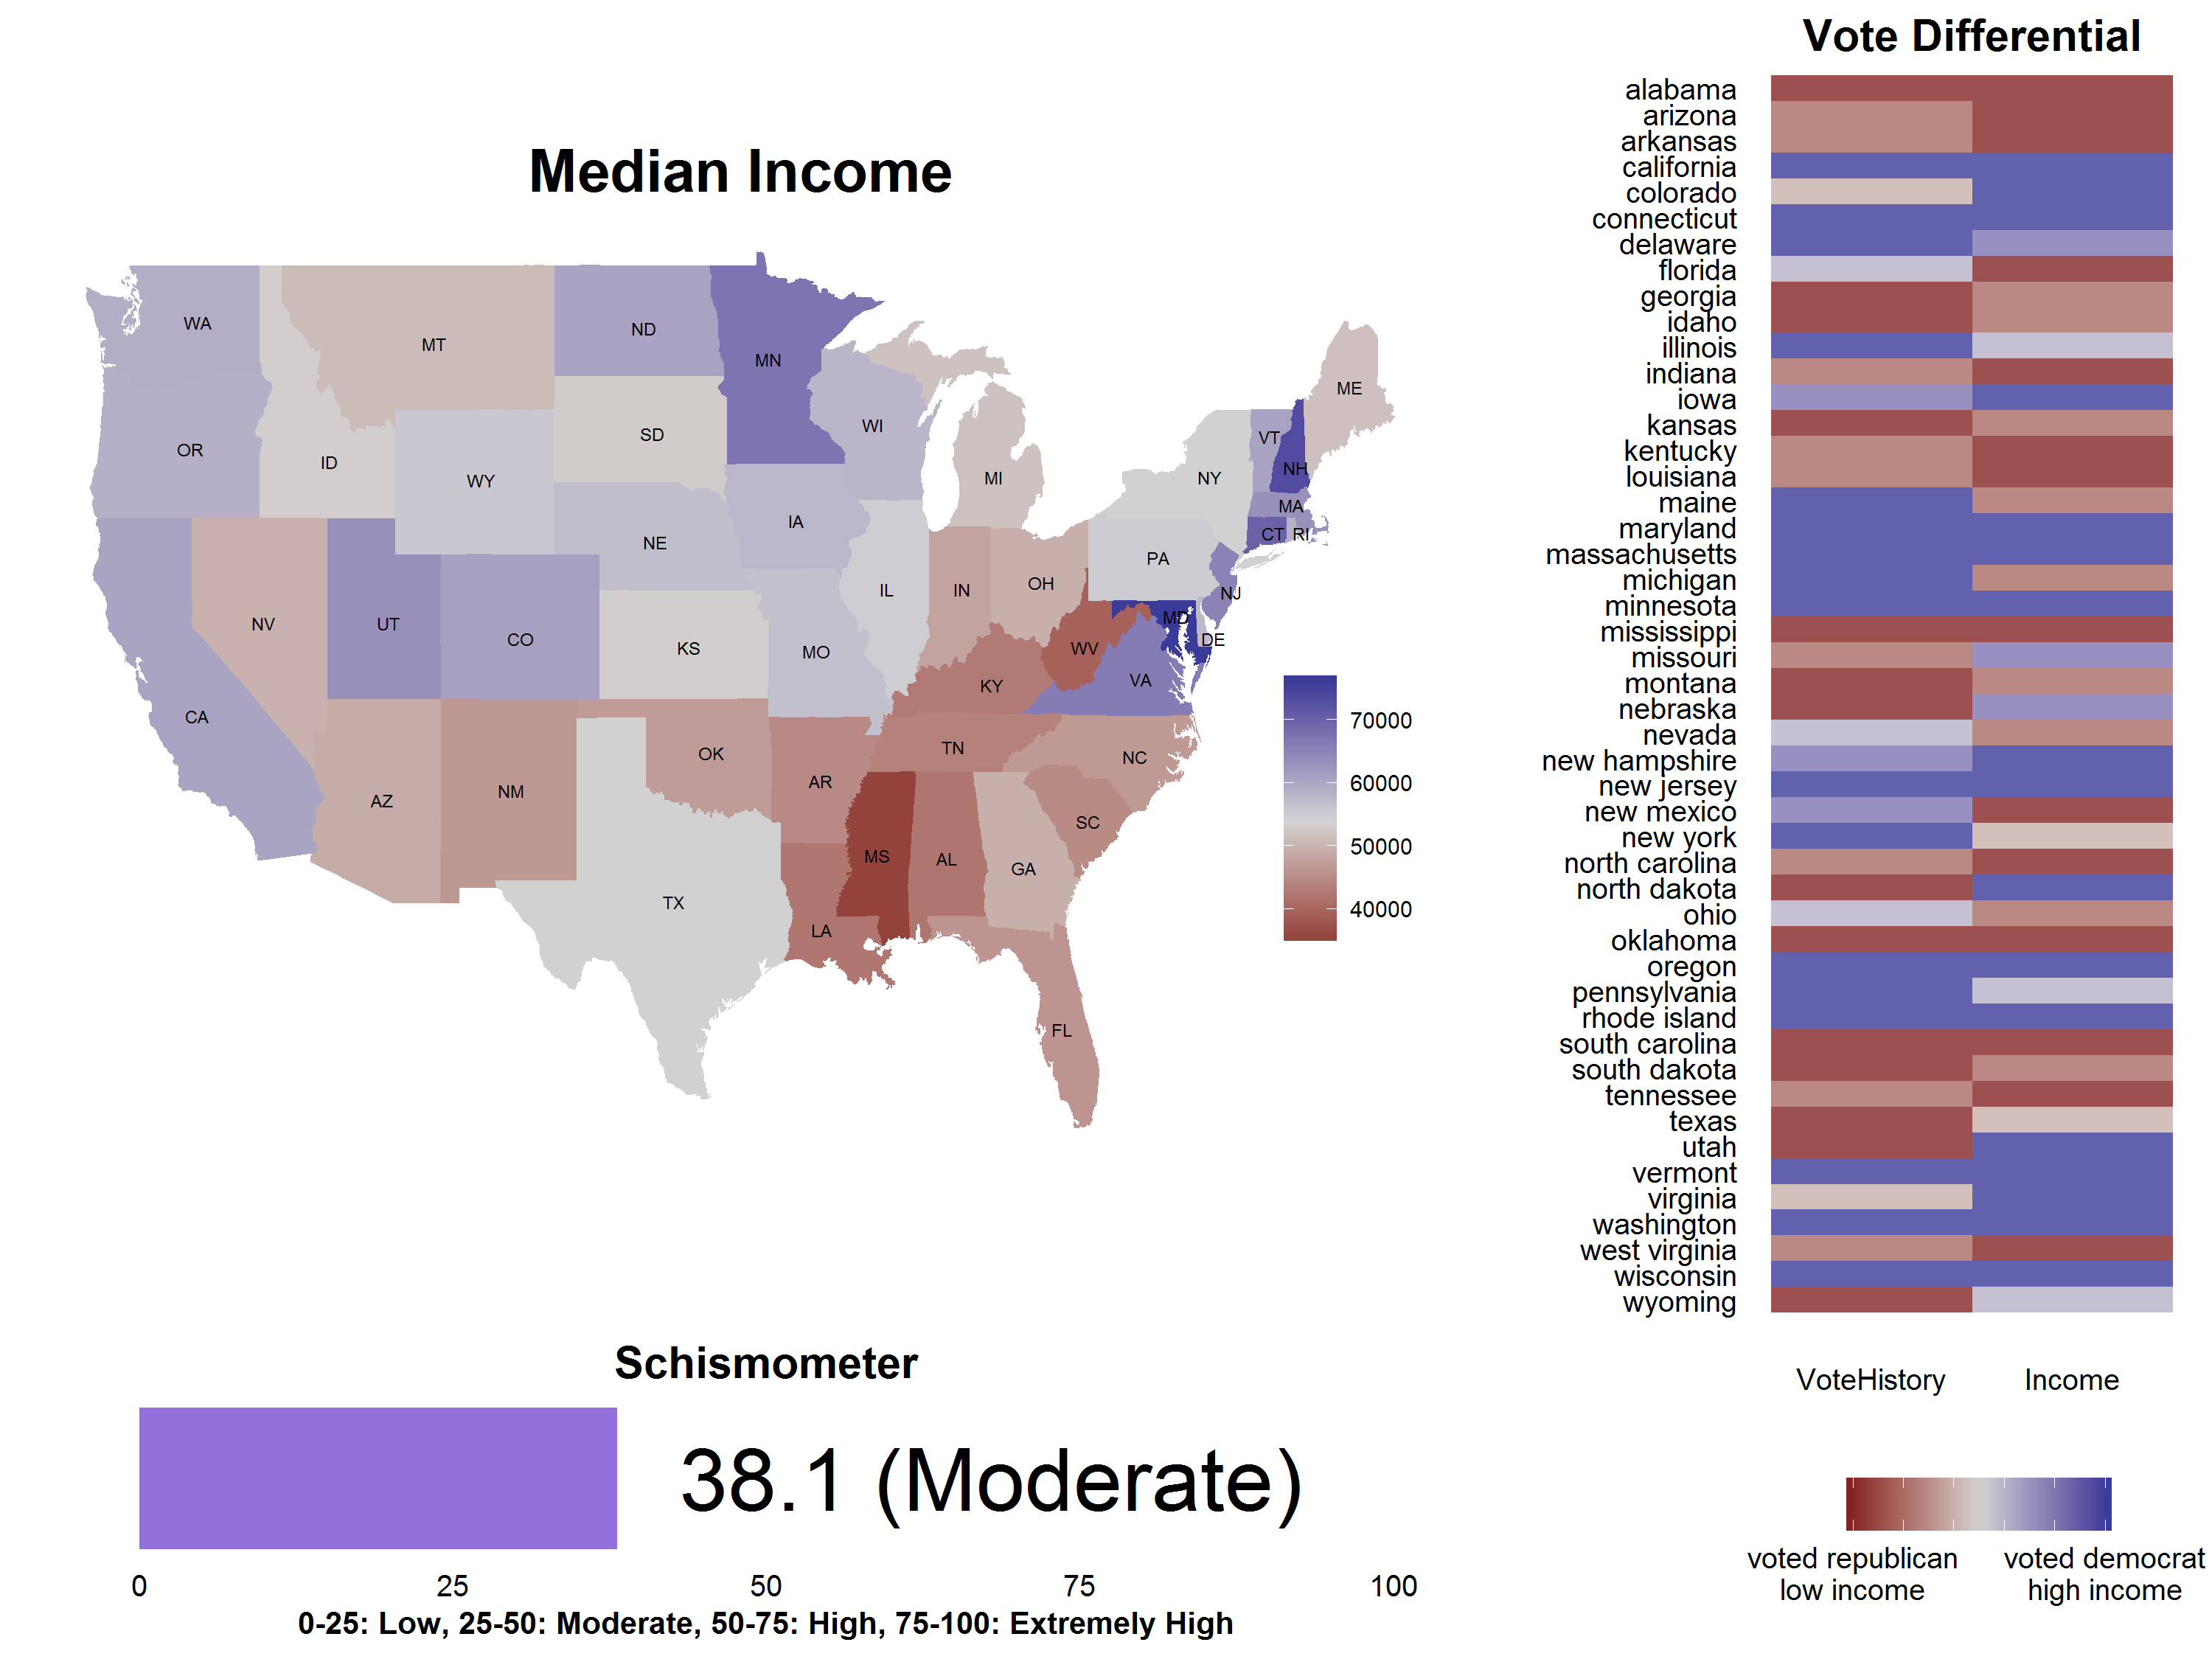 Vote Differential
Median Income
alabama
arizona
arkansas
california
colorado
connecticut
delaware
florida
georgia
idaho
illinois
indiana
iowa
kansas
kentucky
louisiana
maine
maryland
massachusetts
michigan
minnesota
mississippi
missouri
montana
nebraska
nevada
new hampshire
new jersey
new mexico
new york
north carolina
north dakota
ohio
oklahoma
oregon
pennsylvania
rhode island
south carolina
south dakota
tennessee
texas
utah
vermont
virginia
washington
west virginia
wisconsin
wyoming
VoteHistory Income
voted republican
low income
voted democrat
high income
WA
MT
ND
MN
ME
OR
ID
WY
SD
WI
MI
NY
VT
NH
MA
CT
RI
NE
IA
PA
NJ
NV
UT
CO
KS
MO
IL
IN
OH
MD
DE
WV
VA
KY
CA
AZ
NM
OK
AR
TN
NC
SC
MS
AL
GA
TX
LA
FL
70000
60000
50000
40000
Schismometer
38.1 (Moderate)
0 25 50 75 100
0-25: Low, 25-50: Moderate, 50-75: High, 75-100: Extremely High